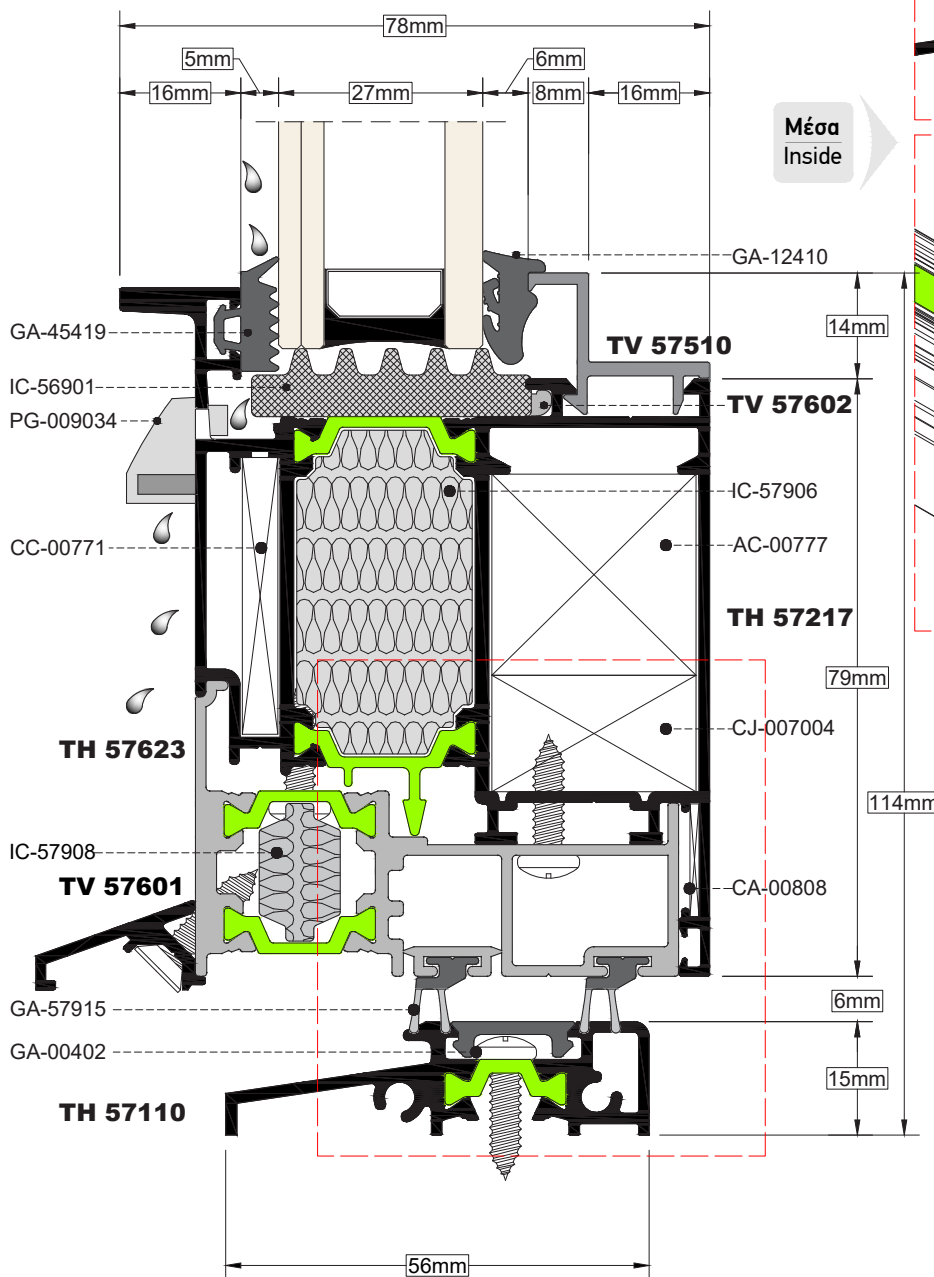 78mm
5mm
6mm
16mm
27mm
8mm
16mm
Μέσα
Inside
GA-12410
GA-45419
14mm
TV 57510
IC-56901
TV 57602
PG-009034
IC-57906
CC-00771
AC-00777
TH 57217
79mm
TH 57623
CJ-007004
114mm
IC-57908
TV 57601
CA-00808
GA-57915
6mm
GA-00402
15mm
TH 57110
56mm